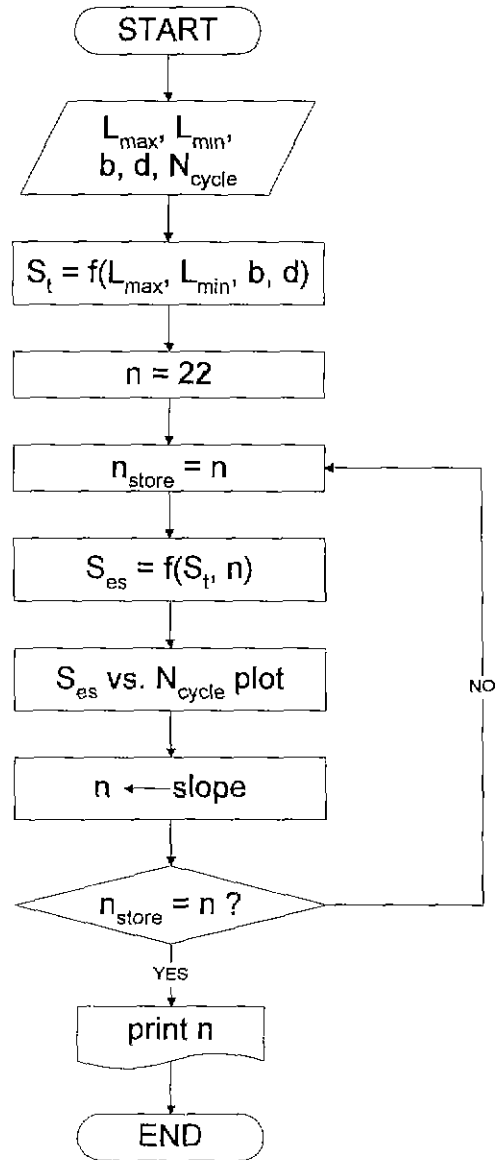 START
L_max, L_min,
b, d, N_cycle
S_t = f(L_max, L_min, b, d)
n = 22
n_store = n
S_es = f(S_t, n)
S_es vs. N_cycle plot
NO
n ← slope
n_store = n ?
YES
print n
END